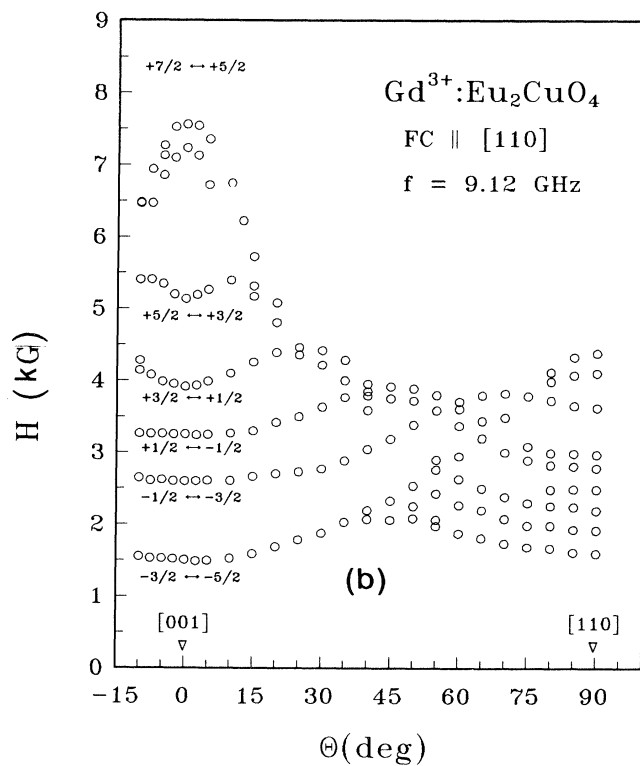 9
8
7
6
5
4
3
2
1
0
H (kG)
+7/2 ↔ +5/2
Gd³⁺:Eu₂CuO₄
FC ∥ [110]
f = 9.12 GHz
+5/2 ↔ +3/2
+3/2 ↔ +1/2
+1/2 ↔ −1/2
−1/2 ↔ −3/2
−3/2 ↔ −5/2
(b)
[001]
[110]
−15 0 15 30 45 60 75 90
Θ(deg)